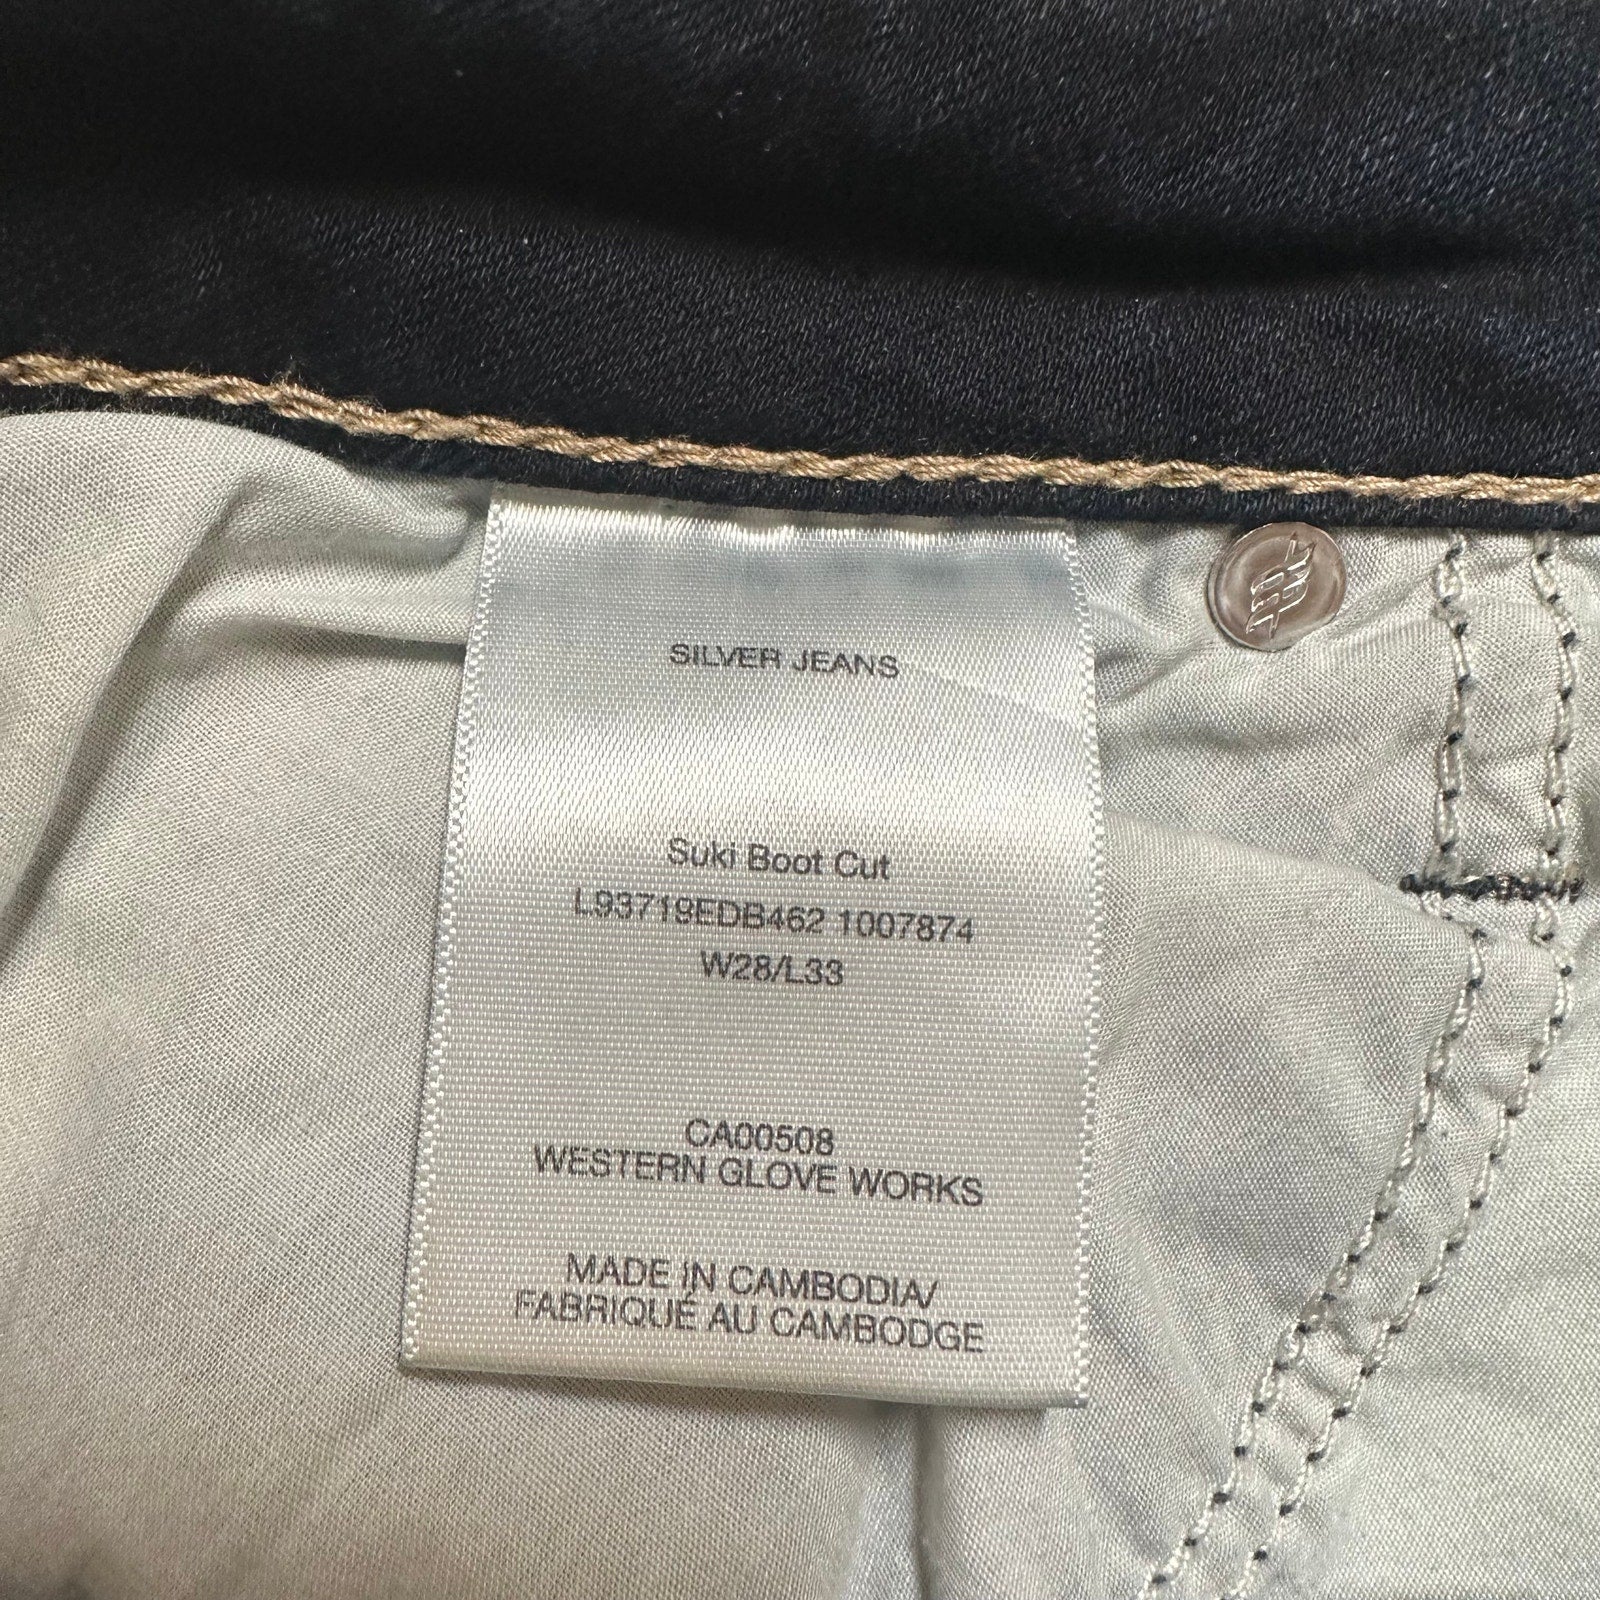 SILVER JEANS
Suki Boot Cut
L93719EDB462 1007874
W28/L33
CA00508
WESTERN GLOVE WORKS
MADE IN CAMBODIA/
FABRIQUÉ AU CAMBODGE